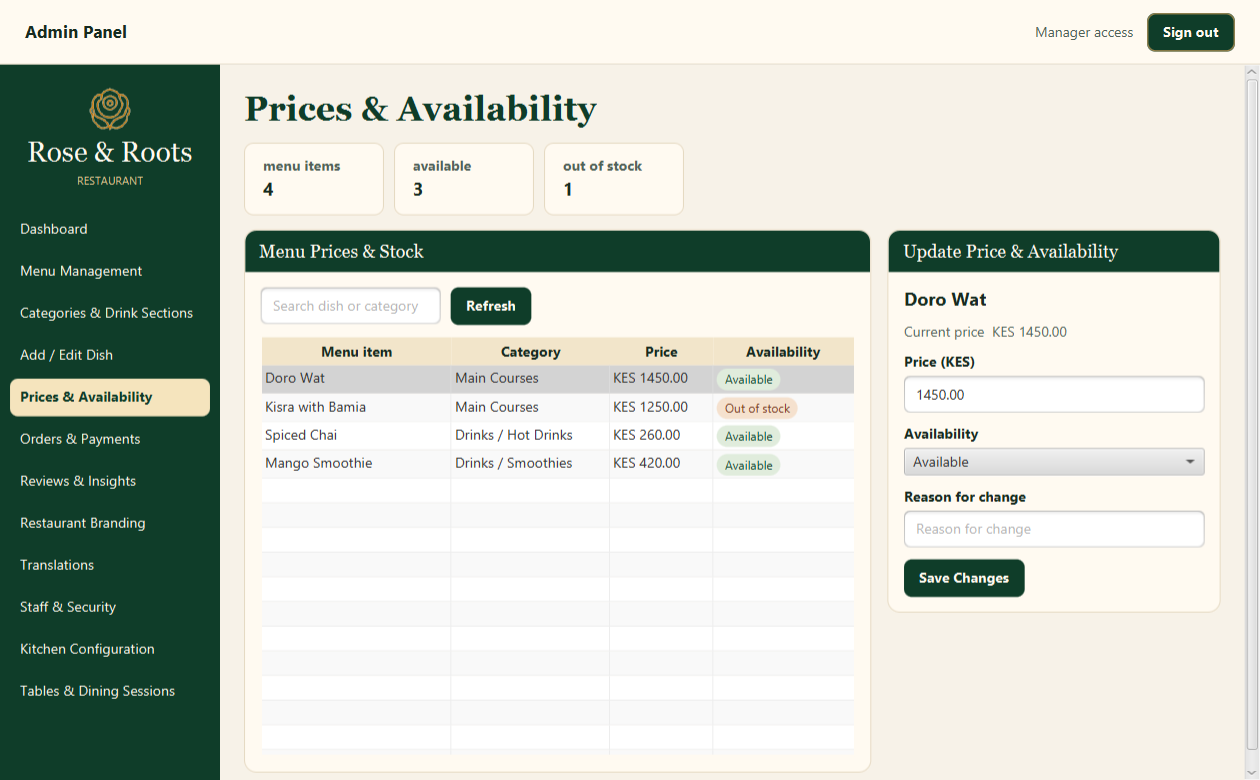 Admin Panel
Manager access
Sign out
Rose & Roots
RESTAURANT
Dashboard
Menu Management
Categories & Drink Sections
Add / Edit Dish
Prices & Availability
Orders & Payments
Reviews & Insights
Restaurant Branding
Translations
Staff & Security
Kitchen Configuration
Tables & Dining Sessions
Prices & Availability
menu items
4
available
3
out of stock
1
Menu Prices & Stock
Search dish or category
Refresh
Menu item Category Price Availability
Doro Wat Main Courses KES 1450.00 Available
Kisra with Bamia Main Courses KES 1250.00 Out of stock
Spiced Chai Drinks / Hot Drinks KES 260.00 Available
Mango Smoothie Drinks / Smoothies KES 420.00 Available
Update Price & Availability
Doro Wat
Current price KES 1450.00
Price (KES)
1450.00
Availability
Available
Reason for change
Reason for change
Save Changes